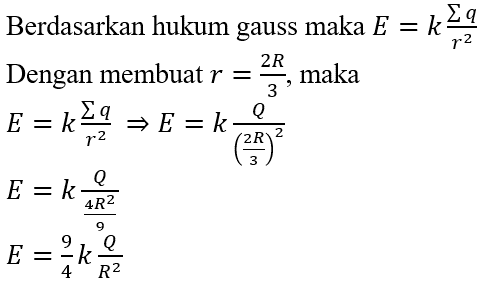 Berdasarkan hukum gauss maka E = k Σq/r²
Dengan membuat r = 2R/3, maka
E = k Σq/r² ⇒ E = k Q/(2R/3)²
E = k Q/(4R²/9)
E = 9/4 k Q/R²